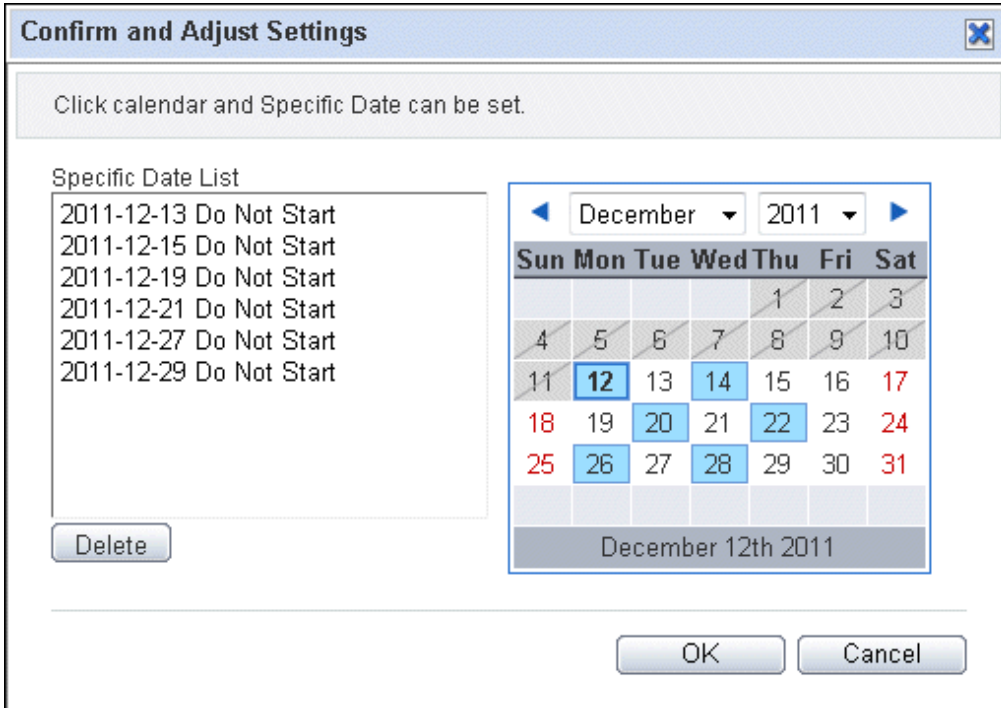 Confirm and Adjust Settings
Click calendar and Specific Date can be set.
Specific Date List
2011-12-13 Do Not Start
2011-12-15 Do Not Start
2011-12-19 Do Not Start
2011-12-21 Do Not Start
2011-12-27 Do Not Start
2011-12-29 Do Not Start
Delete
December 2011
Sun Mon Tue Wed Thu Fri Sat
1 2 3
4 5 6 7 8 9 10
11 12 13 14 15 16 17
18 19 20 21 22 23 24
25 26 27 28 29 30 31
December 12th 2011
OK Cancel